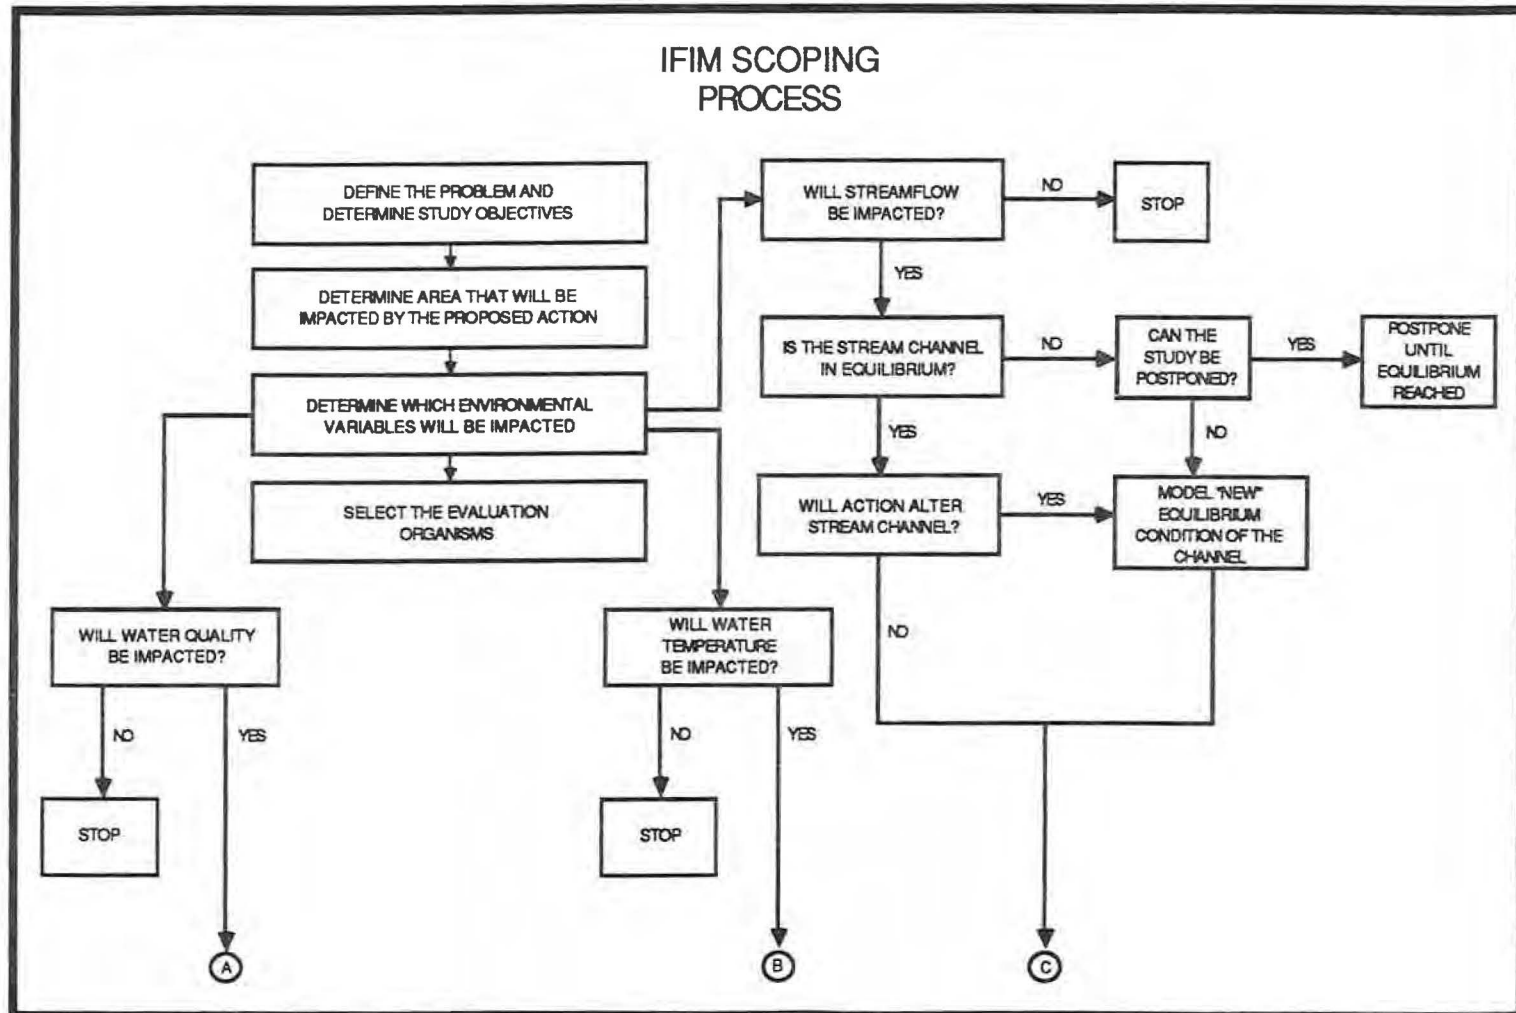 IFIM SCOPING
PROCESS
DEFINE THE PROBLEM AND
DETERMINE STUDY OBJECTIVES
DETERMINE AREA THAT WILL BE
IMPACTED BY THE PROPOSED ACTION
DETERMINE WHICH ENVIRONMENTAL
VARIABLES WILL BE IMPACTED
SELECT THE EVALUATION
ORGANISMS
WILL STREAMFLOW
BE IMPACTED?
NO
STOP
YES
IS THE STREAM CHANNEL
IN EQUILIBRIUM?
NO
CAN THE
STUDY BE
POSTPONED?
YES
POSTPONE
UNTIL
EQUILIBRIUM
REACHED
YES
NO
WILL ACTION ALTER
STREAM CHANNEL?
YES
MODEL "NEW"
EQUILIBRIUM
CONDITION OF THE
CHANNEL
NO
WILL WATER QUALITY
BE IMPACTED?
NO
YES
STOP
WILL WATER
TEMPERATURE
BE IMPACTED?
NO
YES
STOP
A
B
C